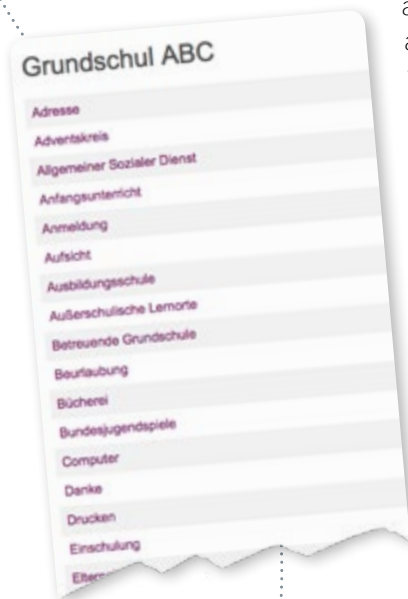 Grundschul ABC
Adresse
Adventskreis
Allgemeiner Sozialer Dienst
Anfangsunterricht
Anmeldung
Aufsicht
Ausbildungsschule
Außerschulische Lernorte
Betreuende Grundschule
Beurlaubung
Bücherei
Bundesjugendspiele
Computer
Danke
Drucken
Einschulung